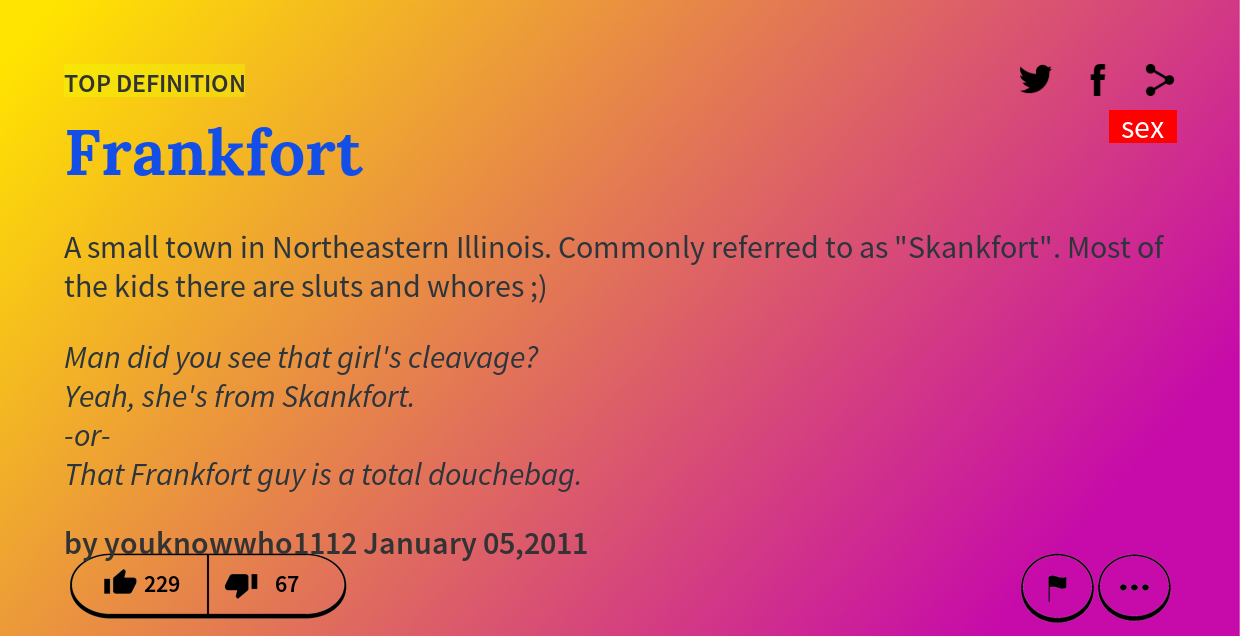 TOP DEFINITION
sex
Frankfort
A small town in Northeastern Illinois. Commonly referred to as "Skankfort". Most of
the kids there are sluts and whores ;)
Man did you see that girl's cleavage?
Yeah, she's from Skankfort.
-or-
That Frankfort guy is a total douchebag.
by youknowwho1112 January 05,2011
229 67